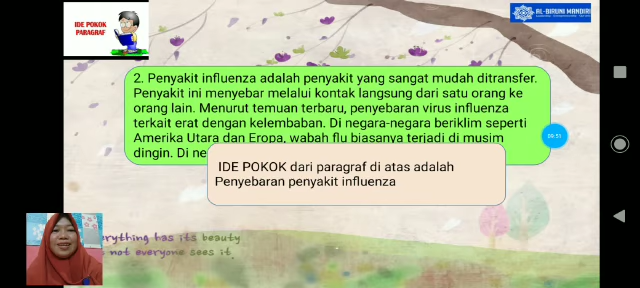 IDE POKOK
PARAGRAF
AL-BIRUNI MANDIRI
2. Penyakit influenza adalah penyakit yang sangat mudah ditransfer.
Penyakit ini menyebar melalui kontak langsung dari satu orang ke
orang lain. Menurut temuan terbaru, penyebaran virus influenza
terkait erat dengan kelembaban. Di negara-negara beriklim seperti
Amerika Utara dan Eropa, wabah flu biasanya terjadi di musim
dingin. Di ne
09:51
IDE POKOK dari paragraf di atas adalah
Penyebaran penyakit influenza
rything has its beauty
not everyone sees it